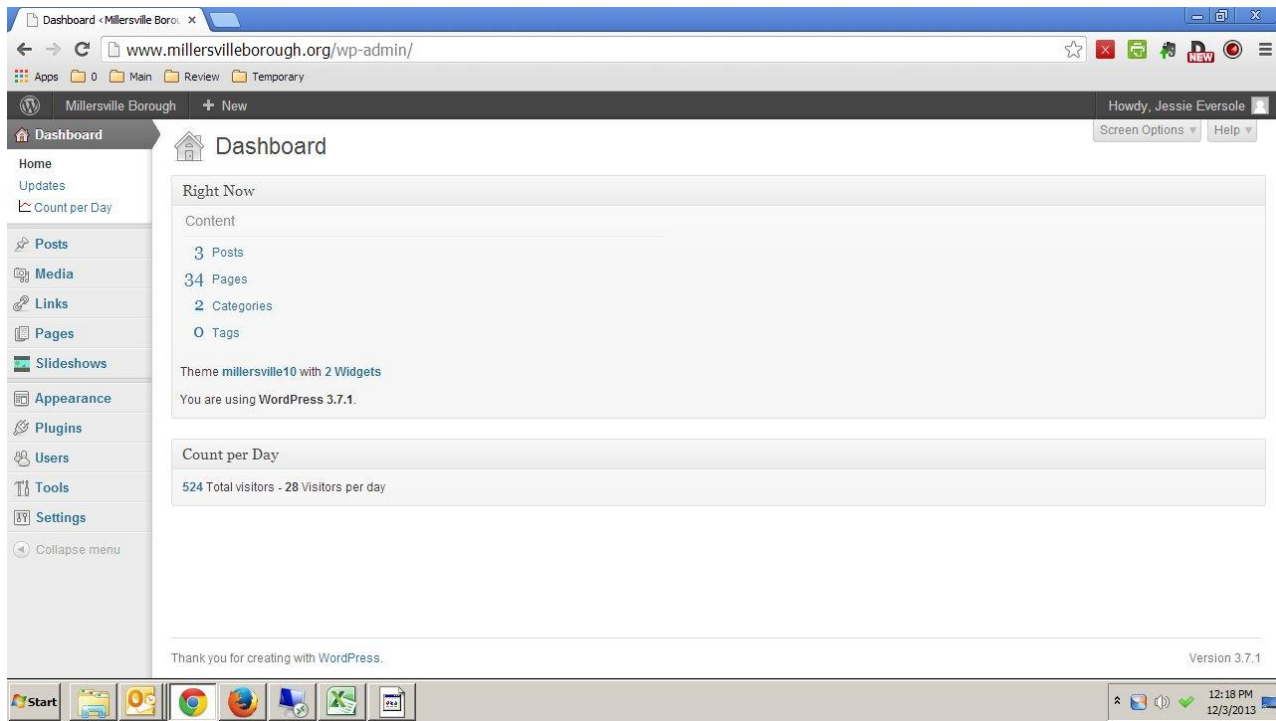 Dashboard < Millersville Borou
www.millersvilleborough.org/wp-admin/
NEW
Apps 0 Main Review Temporary
Millersville Borough + New Howdy, Jessie Eversole
Dashboard
Home
Updates
Count per Day
Posts
Media
Links
Pages
Slideshows
Appearance
Plugins
Users
Tools
Settings
Collapse menu
Screen Options Help
Dashboard
Right Now
Content
3 Posts
34 Pages
2 Categories
0 Tags
Theme millersville10 with 2 Widgets
You are using WordPress 3.7.1.
Count per Day
524 Total visitors - 28 Visitors per day
Thank you for creating with WordPress. Version 3.7.1
Start
12:18 PM
12/3/2013